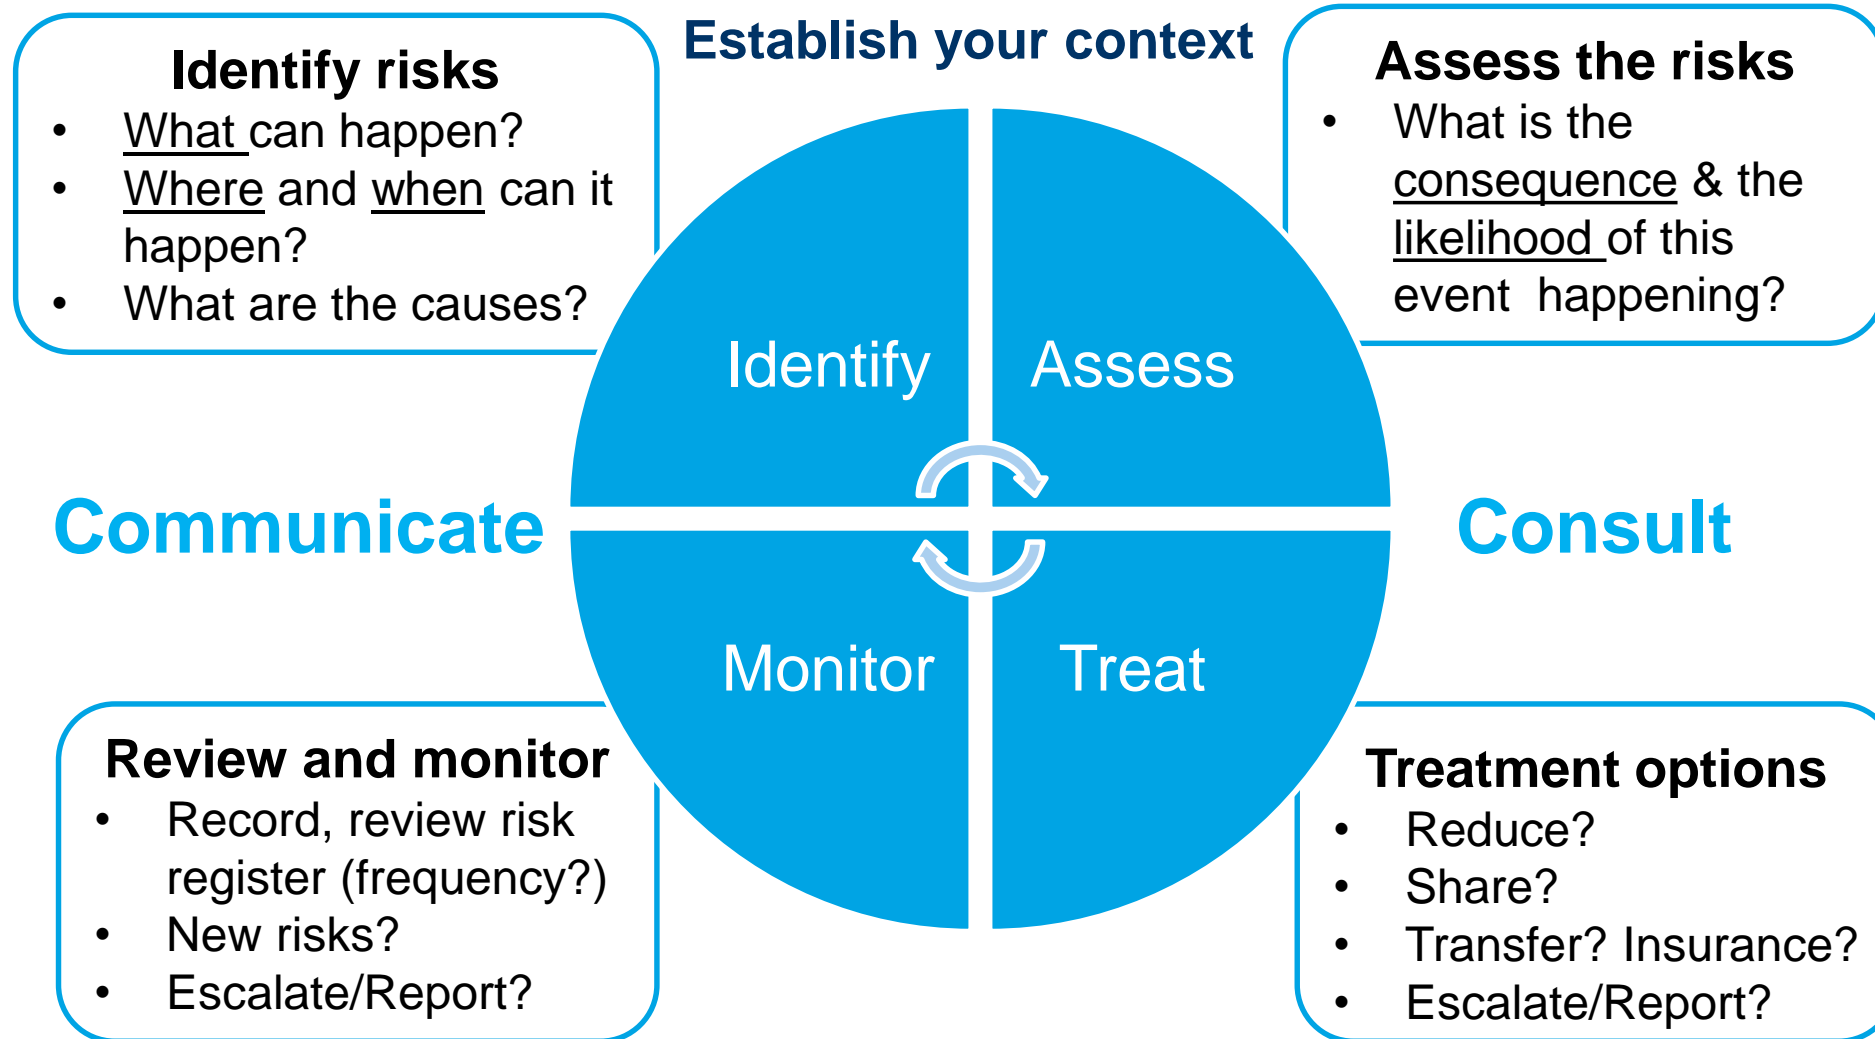 Establish your context
Identify risks
• What can happen?
• Where and when can it
happen?
• What are the causes?
Assess the risks
• What is the
consequence & the
likelihood of this
event  happening?
Identify
Assess
Communicate
Consult
Monitor
Treat
Review and monitor
• Record, review risk
register (frequency?)
• New risks?
• Escalate/Report?
Treatment options
• Reduce?
• Share?
• Transfer? Insurance?
• Escalate/Report?